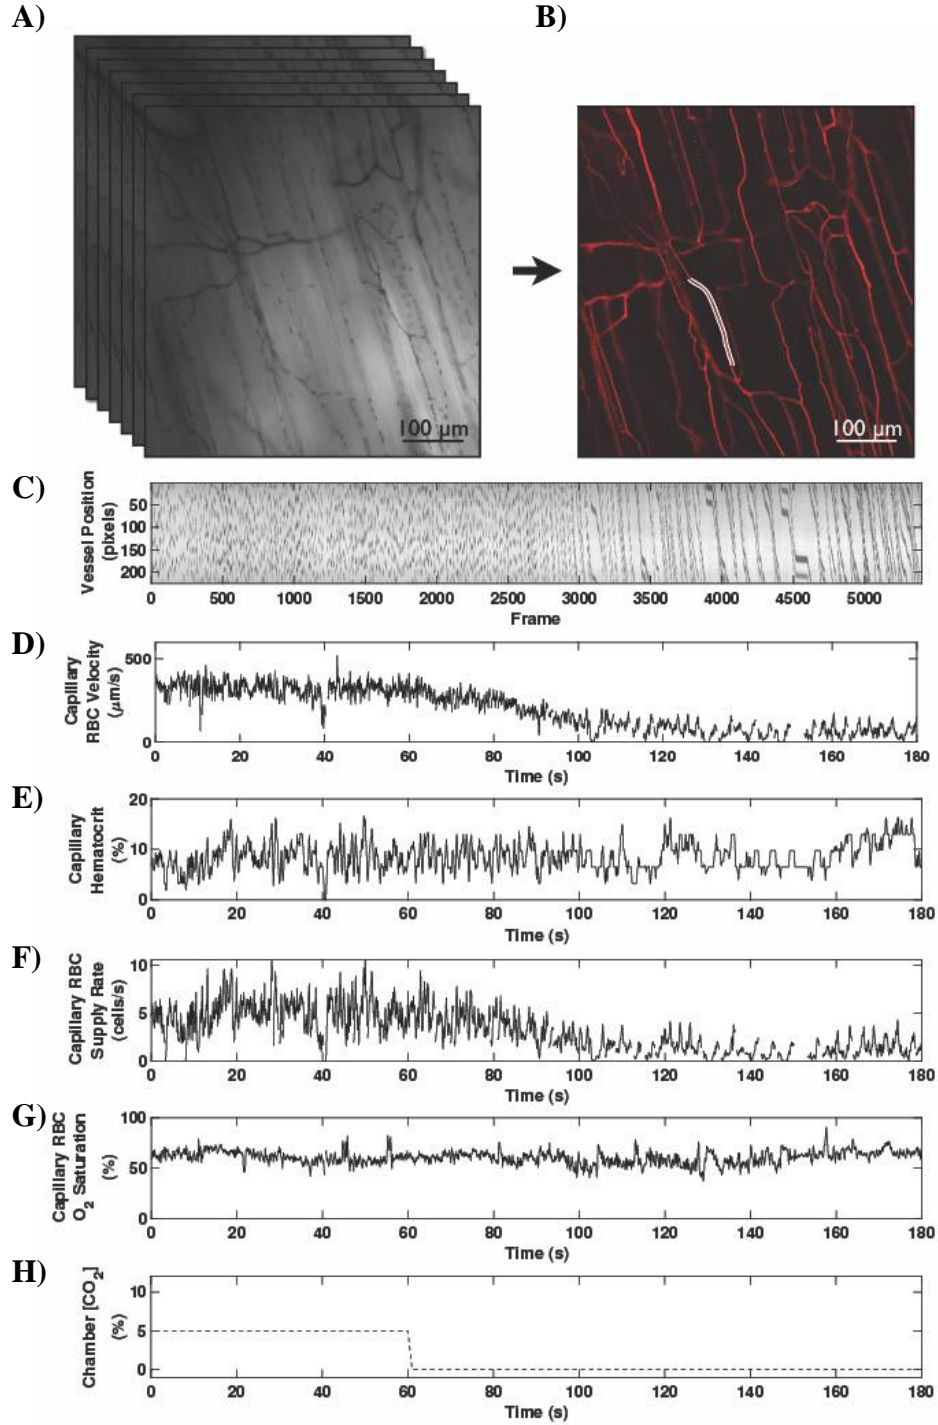 A)
B)
100 µm
100 µm
C)
Vessel Position
(pixels)
50
100
150
200
0 500 1000 1500 2000 2500 3000 3500 4000 4500 5000
Frame
D)
Capillary
RBC Velocity
(µm/s)
500
0
0 20 40 60 80 100 120 140 160 180
Time (s)
E)
Capillary
Hematocrit
(%)
20
10
0
0 20 40 60 80 100 120 140 160 180
Time (s)
F)
Capillary RBC
Supply Rate
(cells/s)
10
5
0
0 20 40 60 80 100 120 140 160 180
Time (s)
G)
Capillary RBC
O2 Saturation
(%)
100
50
0
0 20 40 60 80 100 120 140 160 180
Time (s)
H)
Chamber [CO2]
(%)
10
5
0
0 20 40 60 80 100 120 140 160 180
Time (s)